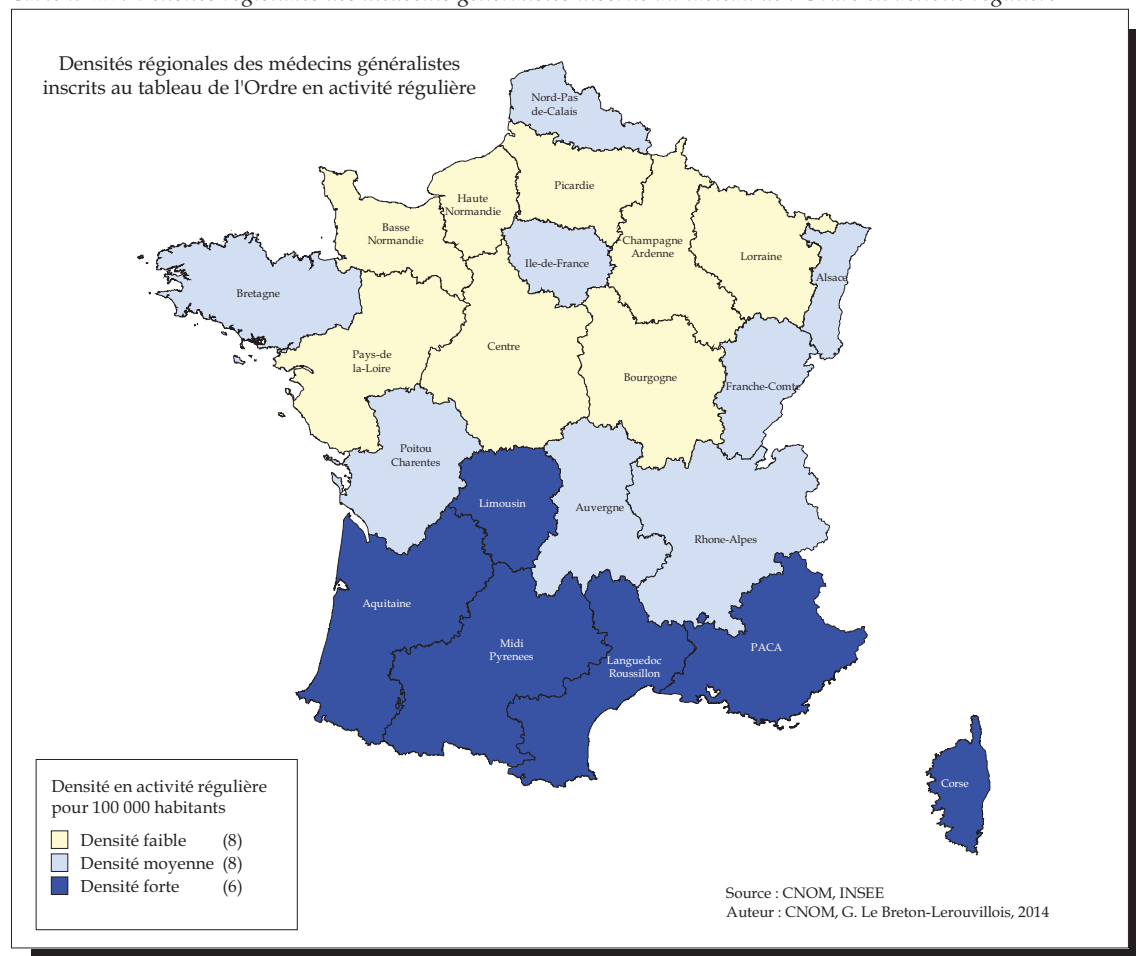 Densités régionales des médecins généralistes
inscrits au tableau de l'Ordre en activité régulière
Nord-Pas
de-Calais
Picardie
Haute
Normandie
Basse
Normandie
Champagne
Ardenne
Lorraine
Ile-de-France
Alsace
Bretagne
Centre
Pays-de
la-Loire
Bourgogne
Franche-Comte
Poitou
Charentes
Limousin
Auvergne
Rhone-Alpes
Aquitaine
Midi
Pyrenees
PACA
Languedoc
Roussillon
Corse
Densité en activité régulière
pour 100 000 habitants
Densité faible (8)
Densité moyenne (8)
Densité forte (6)
Source : CNOM, INSEE
Auteur : CNOM, G. Le Breton-Lerouvillois, 2014